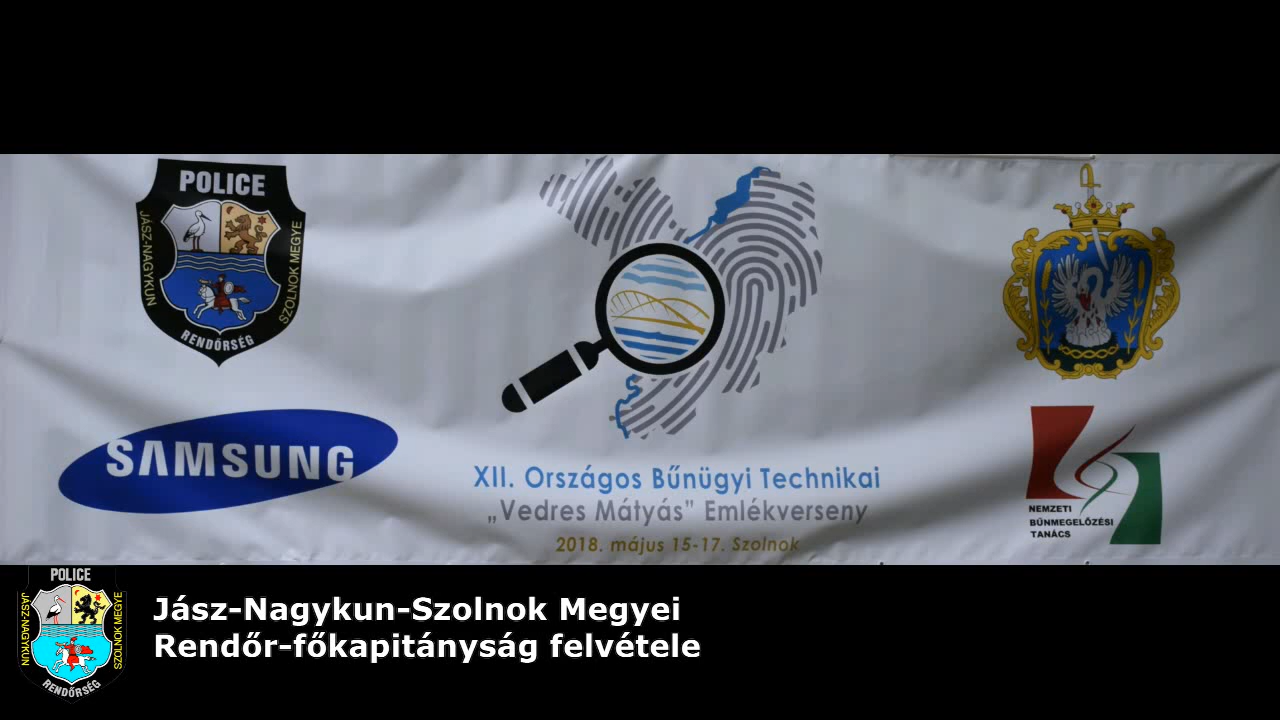 POLICE
JÁSZ-NAGYKUN
SZOLNOK MEGYE
RENDŐRSÉG
SAMSUNG
XII. Országos Bűnügyi Technikai
„Vedres Mátyás” Emlékverseny
2018. május 15-17. Szolnok
NEMZETI
BŰNMEGELŐZÉSI
TANÁCS
POLICE
JÁSZ-NAGYKUN
SZOLNOK MEGYE
RENDŐRSÉG
Jász-Nagykun-Szolnok Megyei
Rendőr-főkapitányság felvétele